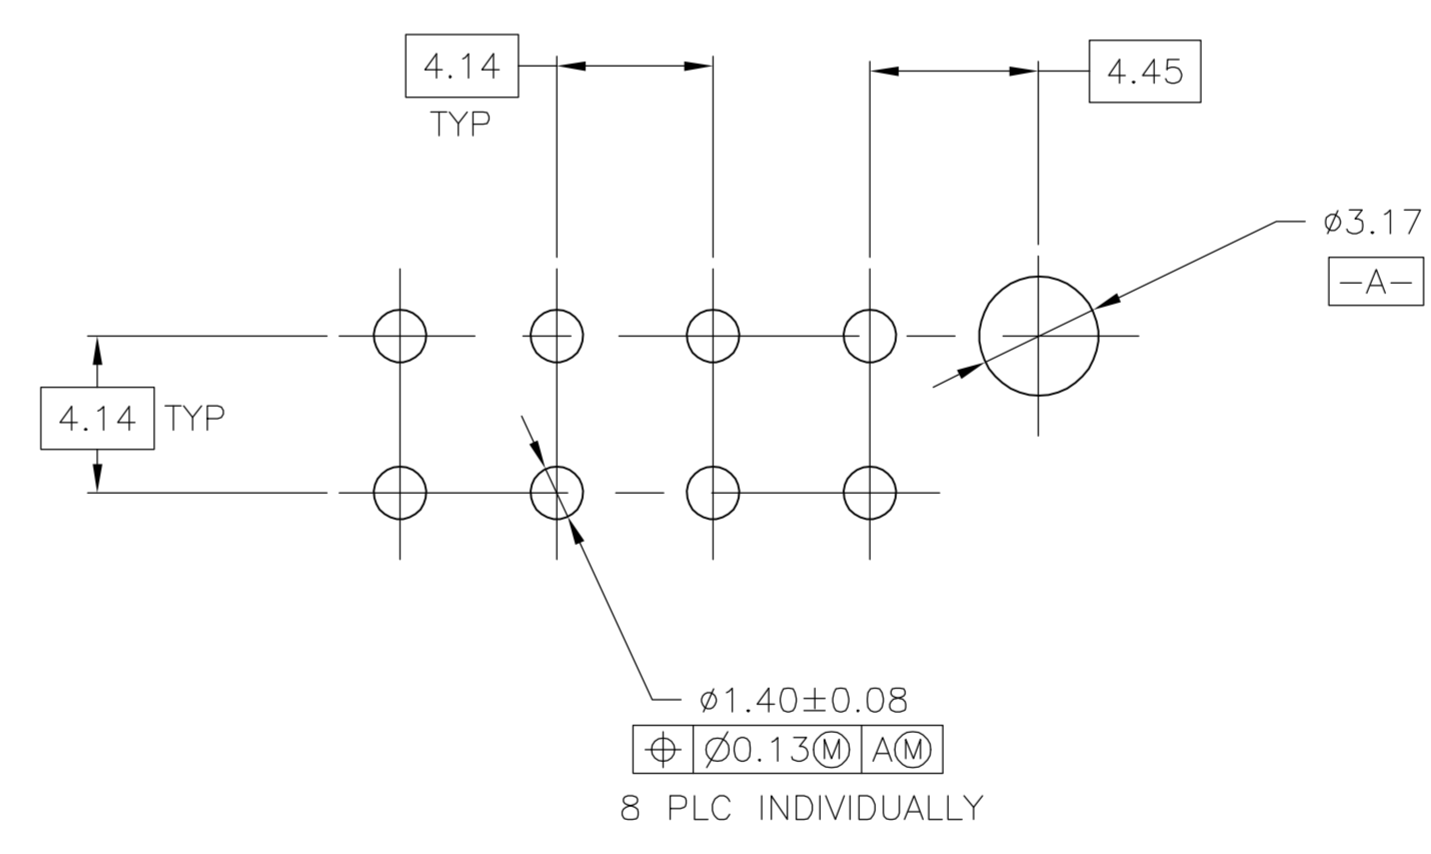 4.14
TYP
4.45
ø3.17
-A-
4.14 TYP
ø1.40±0.08
⌖ Ø0.13Ⓜ AⓂ
8 PLC INDIVIDUALLY